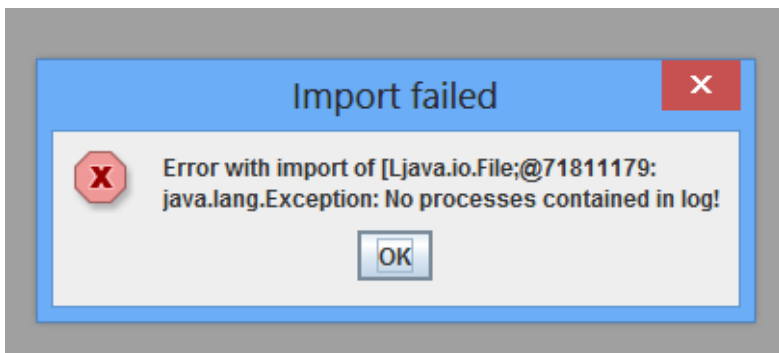 Import failed
Error with import of [Ljava.io.File;@71811179:
java.lang.Exception: No processes contained in log!
OK